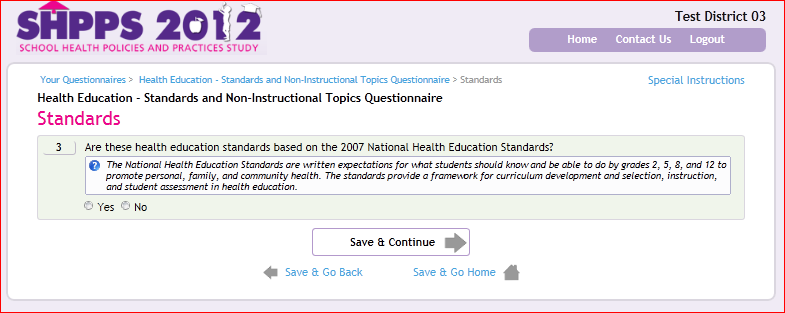 SHPPS 2012
SCHOOL HEALTH POLICIES AND PRACTICES STUDY
Test District 03
Home Contact Us Logout
Your Questionnaires > Health Education - Standards and Non-Instructional Topics Questionnaire > Standards
Special Instructions
Health Education - Standards and Non-Instructional Topics Questionnaire
Standards
3 Are these health education standards based on the 2007 National Health Education Standards?
? The National Health Education Standards are written expectations for what students should know and be able to do by grades 2, 5, 8, and 12 to
promote personal, family, and community health. The standards provide a framework for curriculum development and selection, instruction,
and student assessment in health education.
Yes No
Save & Continue
Save & Go Back Save & Go Home